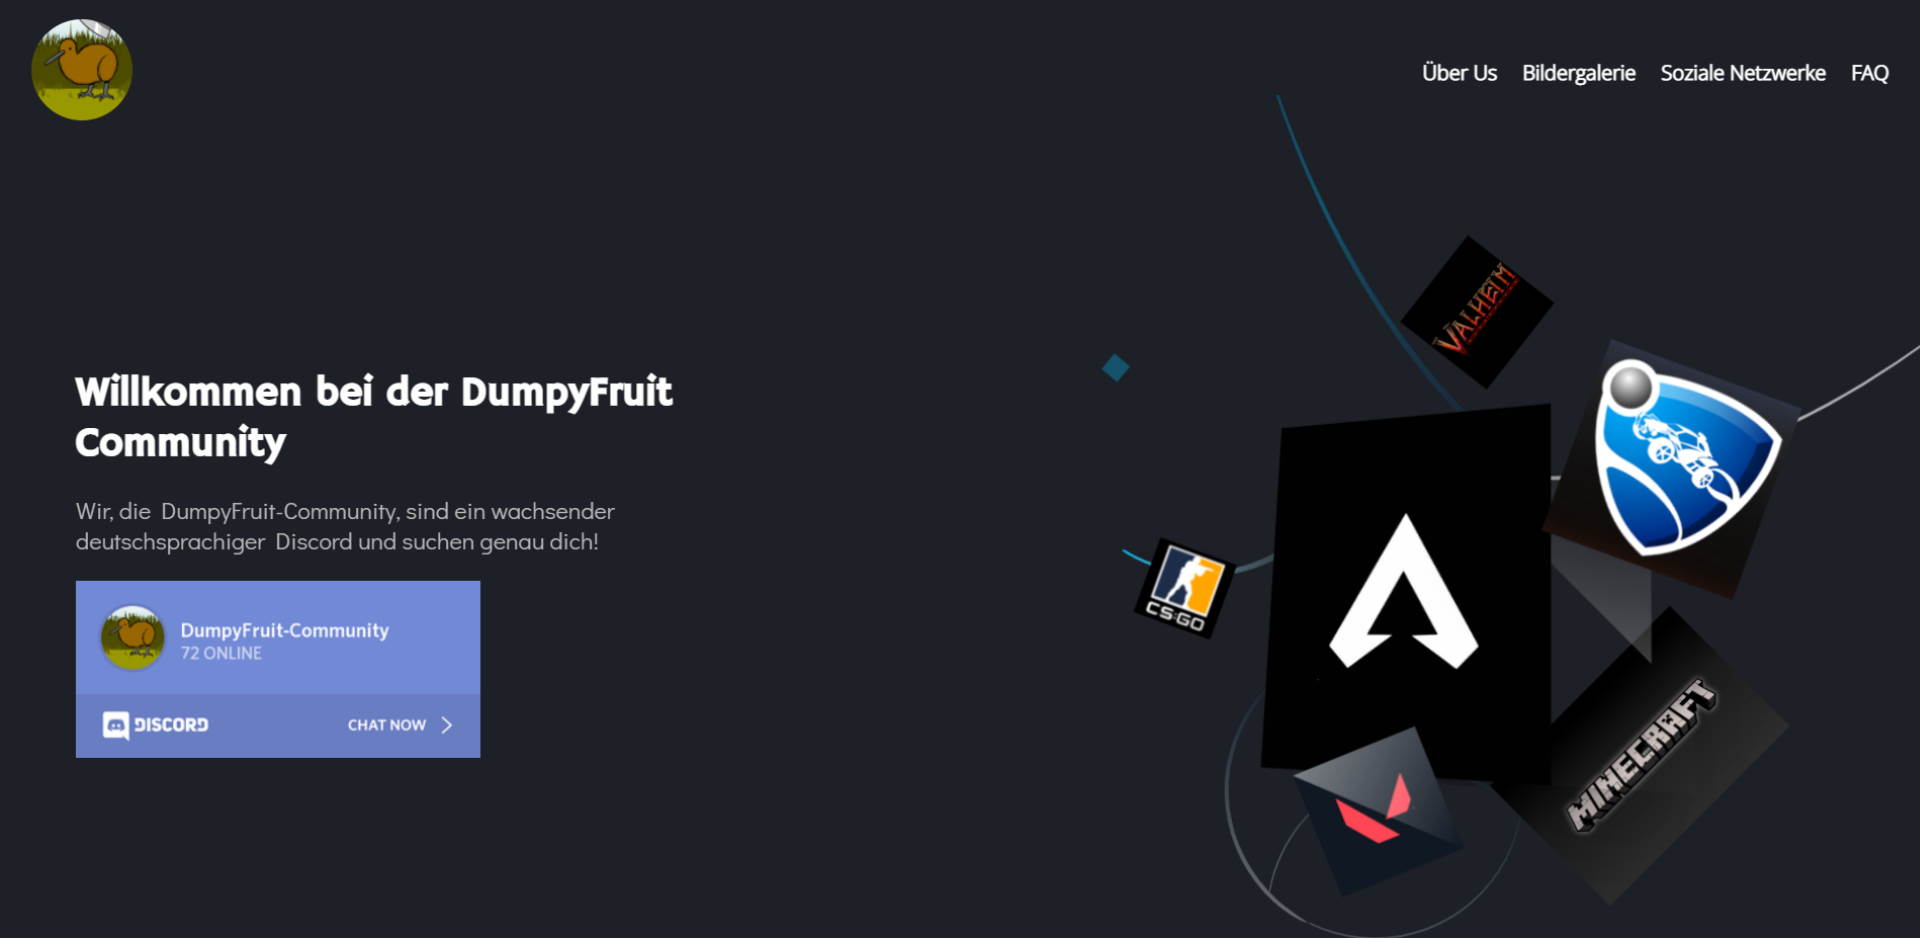 Über Us
Bildergalerie
Soziale Netzwerke
FAQ
VALHEIM
Willkommen bei der DumpyFruit
Community
Wir, die DumpyFruit-Community, sind ein wachsender
deutschsprachiger Discord und suchen genau dich!
CS:GO
DumpyFruit-Community
72 ONLINE
DISCORD
CHAT NOW
MINECRAFT